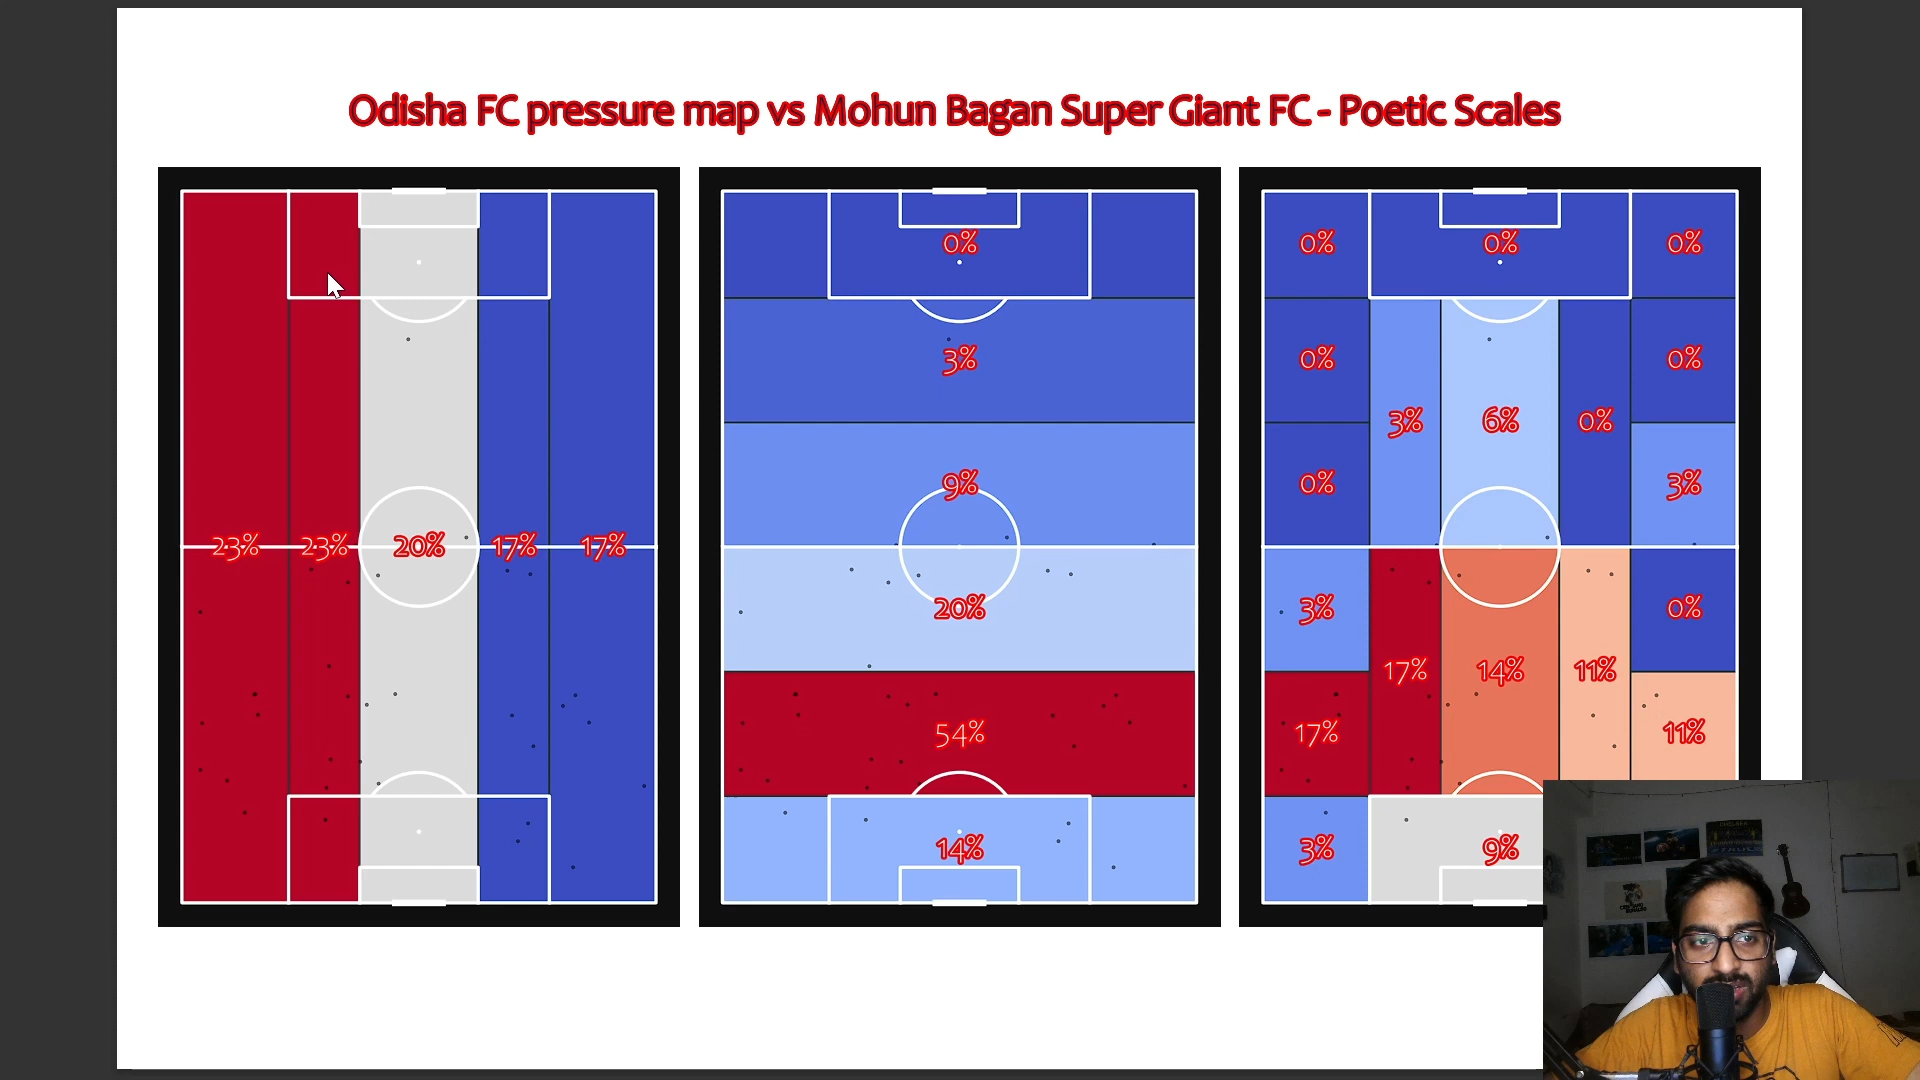 Odisha FC pressure map vs Mohun Bagan Super Giant FC - Poetic Scales
23% 23% 20% 17% 17%
0%
3%
9%
20%
54%
14%
0% 0% 0%
0% 0%
3% 6% 0%
0% 3%
3% 0%
17% 14% 11%
17% 11%
3% 9%